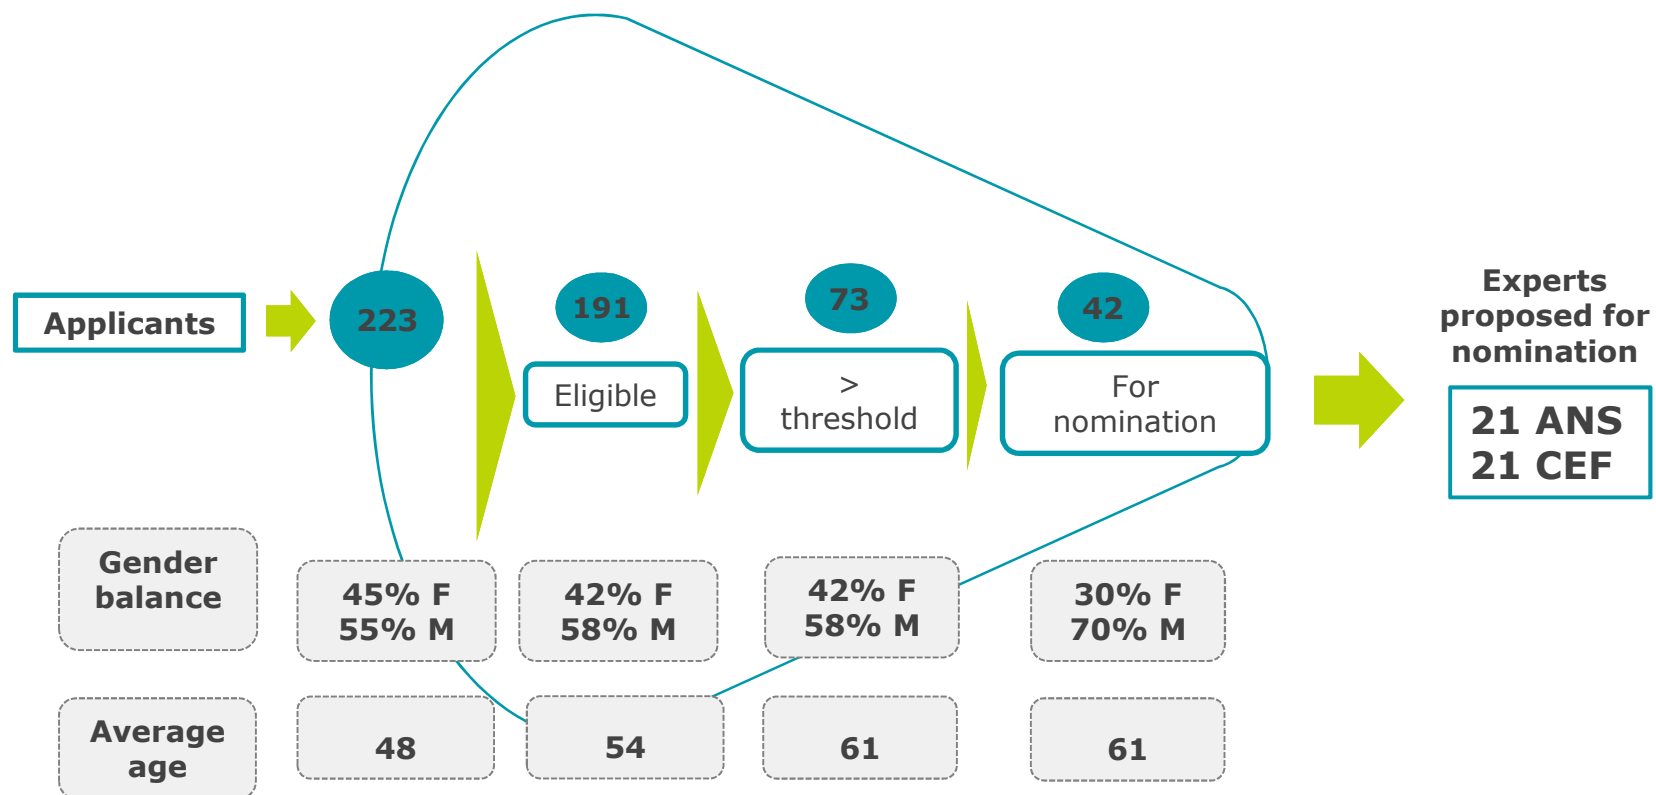 Applicants
223
191
Eligible
73
>
threshold
42
For
nomination
Experts
proposed for
nomination
21 ANS
21 CEF
Gender
balance
45% F
55% M
42% F
58% M
42% F
58% M
30% F
70% M
Average
age
48
54
61
61